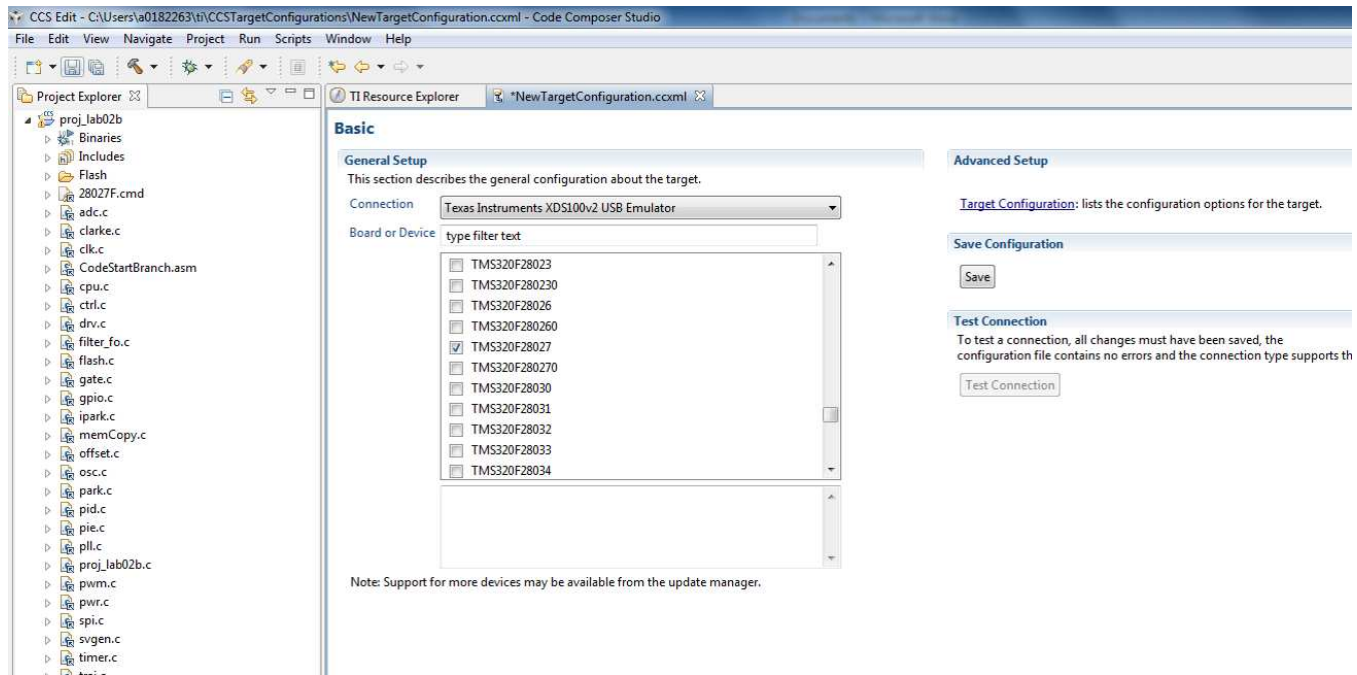 CCS Edit - C:\Users\a0182263\ti\CCSTargetConfigurations\NewTargetConfiguration.ccxml - Code Composer Studio
File Edit View Navigate Project Run Scripts Window Help
Project Explorer
TI Resource Explorer
*NewTargetConfiguration.ccxml
proj_lab02b
Binaries
Includes
Flash
28027F.cmd
adc.c
clarke.c
clk.c
CodeStartBranch.asm
cpu.c
ctrl.c
drv.c
filter_fo.c
flash.c
gate.c
gpio.c
ipark.c
memCopy.c
offset.c
osc.c
park.c
pid.c
pie.c
pll.c
proj_lab02b.c
pwm.c
pwr.c
spi.c
svgen.c
timer.c
Basic
General Setup
This section describes the general configuration about the target.
Connection Texas Instruments XDS100v2 USB Emulator
Board or Device type filter text
TMS320F28023
TMS320F280230
TMS320F28026
TMS320F280260
TMS320F28027
TMS320F280270
TMS320F28030
TMS320F28031
TMS320F28032
TMS320F28033
TMS320F28034
Note: Support for more devices may be available from the update manager.
Advanced Setup
Target Configuration: lists the configuration options for the target.
Save Configuration
Save
Test Connection
To test a connection, all changes must have been saved, the
configuration file contains no errors and the connection type supports th
Test Connection